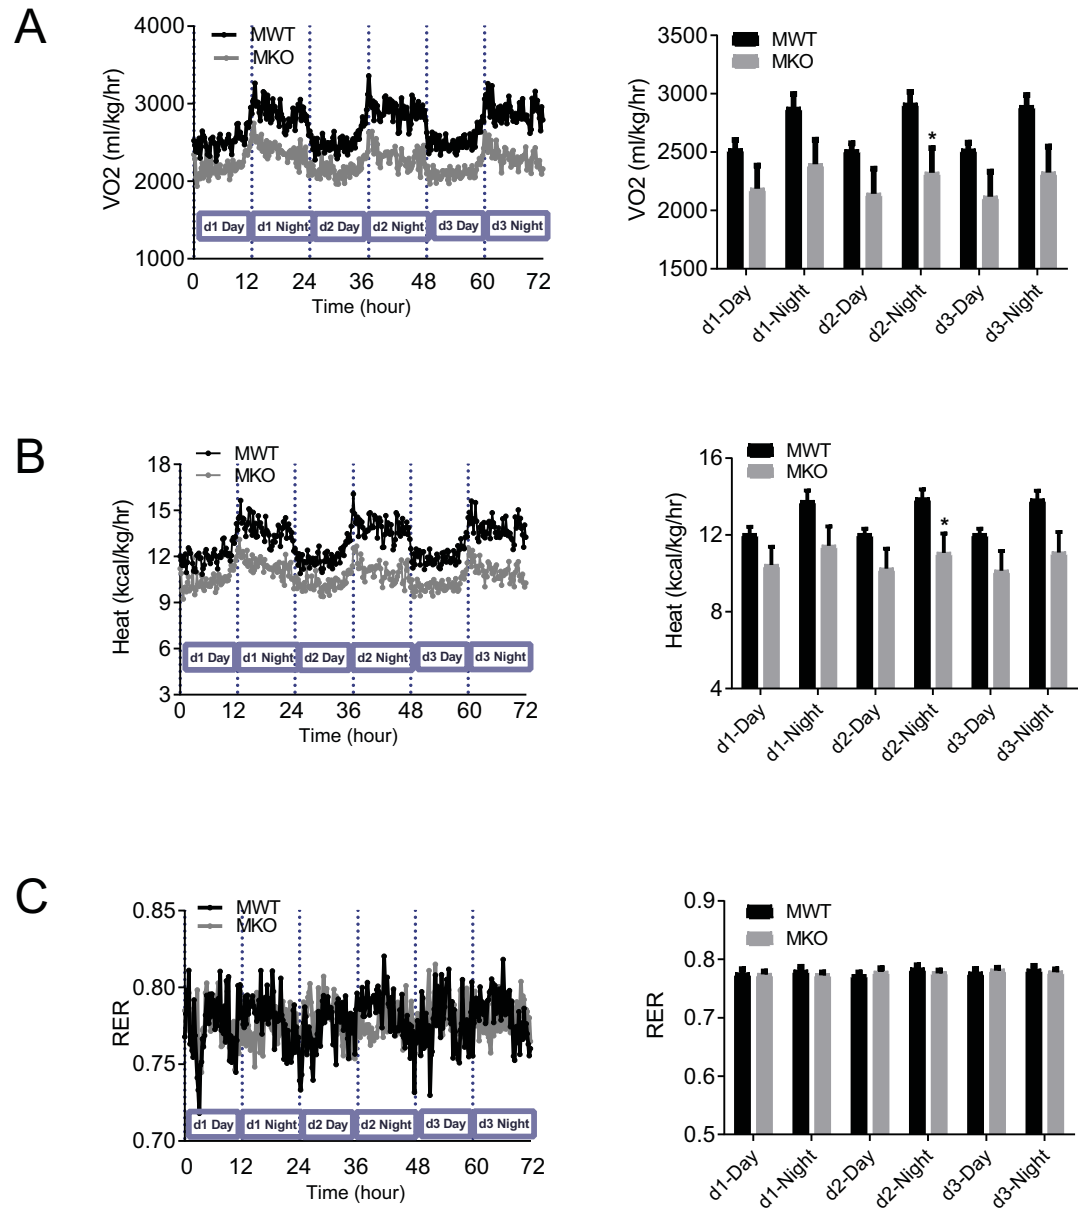 A
4000
3000
2000
1000
VO2 (ml/kg/hr)
MWT
MKO
d1 Day d1 Night d2 Day d2 Night d3 Day d3 Night
0 12 24 36 48 60 72
Time (hour)
3500
3000
2500
2000
1500
VO2 (ml/kg/hr)
MWT
MKO
*
d1-Day d1-Night d2-Day d2-Night d3-Day d3-Night
B
18
15
12
9
6
3
Heat (kcal/kg/hr)
MWT
MKO
d1 Day d1 Night d2 Day d2 Night d3 Day d3 Night
0 12 24 36 48 60 72
Time (hour)
16
12
8
4
Heat (kcal/kg/hr)
MWT
MKO
*
d1-Day d1-Night d2-Day d2-Night d3-Day d3-Night
C
0.85
0.80
0.75
0.70
RER
MWT
MKO
d1 Day d1 Night d2 Day d2 Night d3 Day d3 Night
0 12 24 36 48 60 72
Time (hour)
0.9
0.8
0.7
0.6
0.5
RER
MWT
MKO
d1-Day d1-Night d2-Day d2-Night d3-Day d3-Night